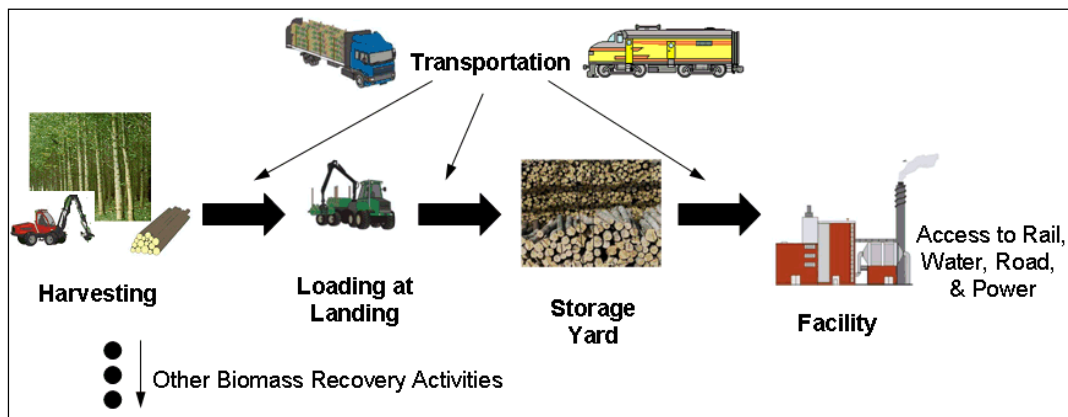 Transportation
Harvesting
Loading at
Landing
Storage
Yard
Facility
Access to Rail,
Water, Road,
& Power
Other Biomass Recovery Activities